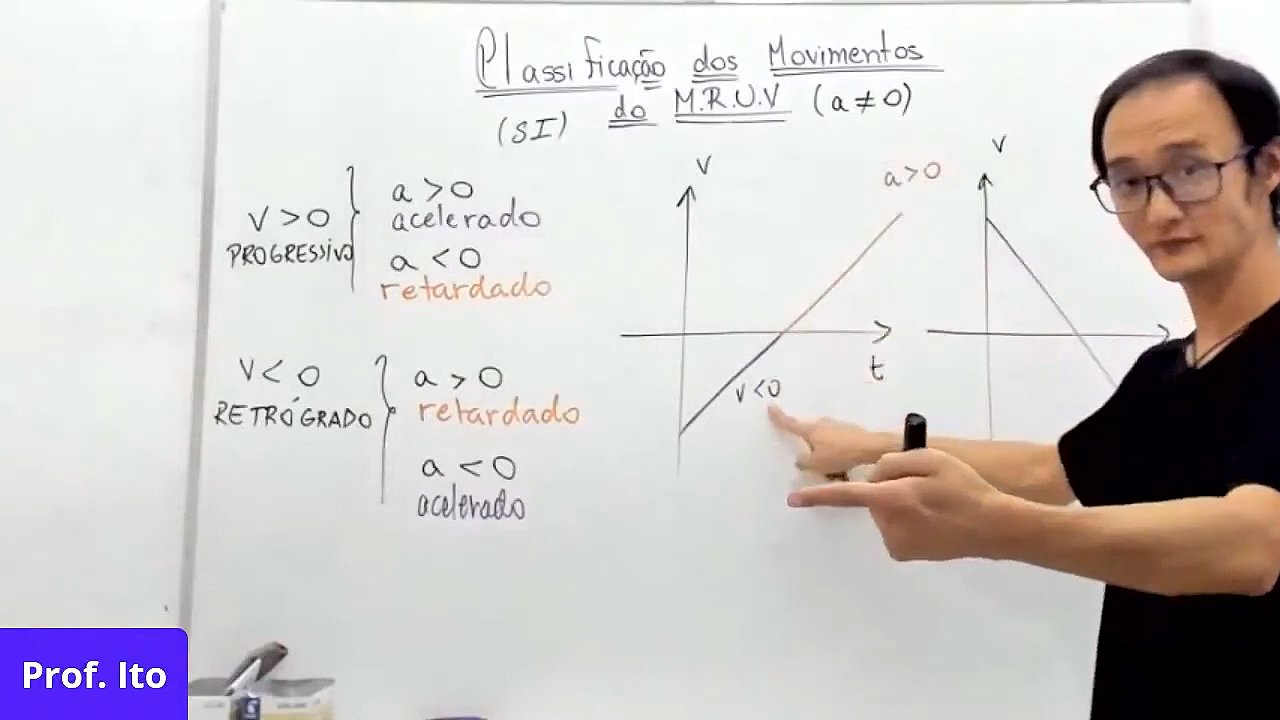 Classificação dos Movimentos
(SI) do M.R.U.V (a ≠ 0)
v > 0
PROGRESSIVO
a > 0
acelerado
a < 0
retardado
v < 0
RETRÓGRADO
a > 0
retardado
a < 0
acelerado
v
a > 0
t
v < 0
v
Prof. Ito